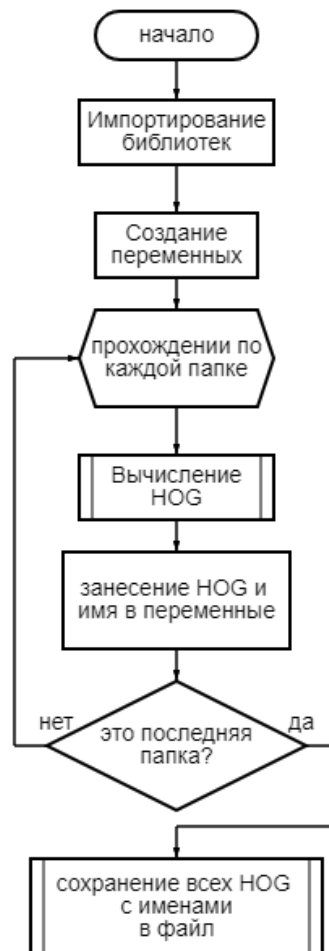 начало
Импортирование
библиотек
Создание
переменных
прохождении по
каждой папке
Вычисление
HOG
занесение HOG и
имя в переменные
нет
это последняя
папка?
да
сохранение всех HOG
с именами
в файл